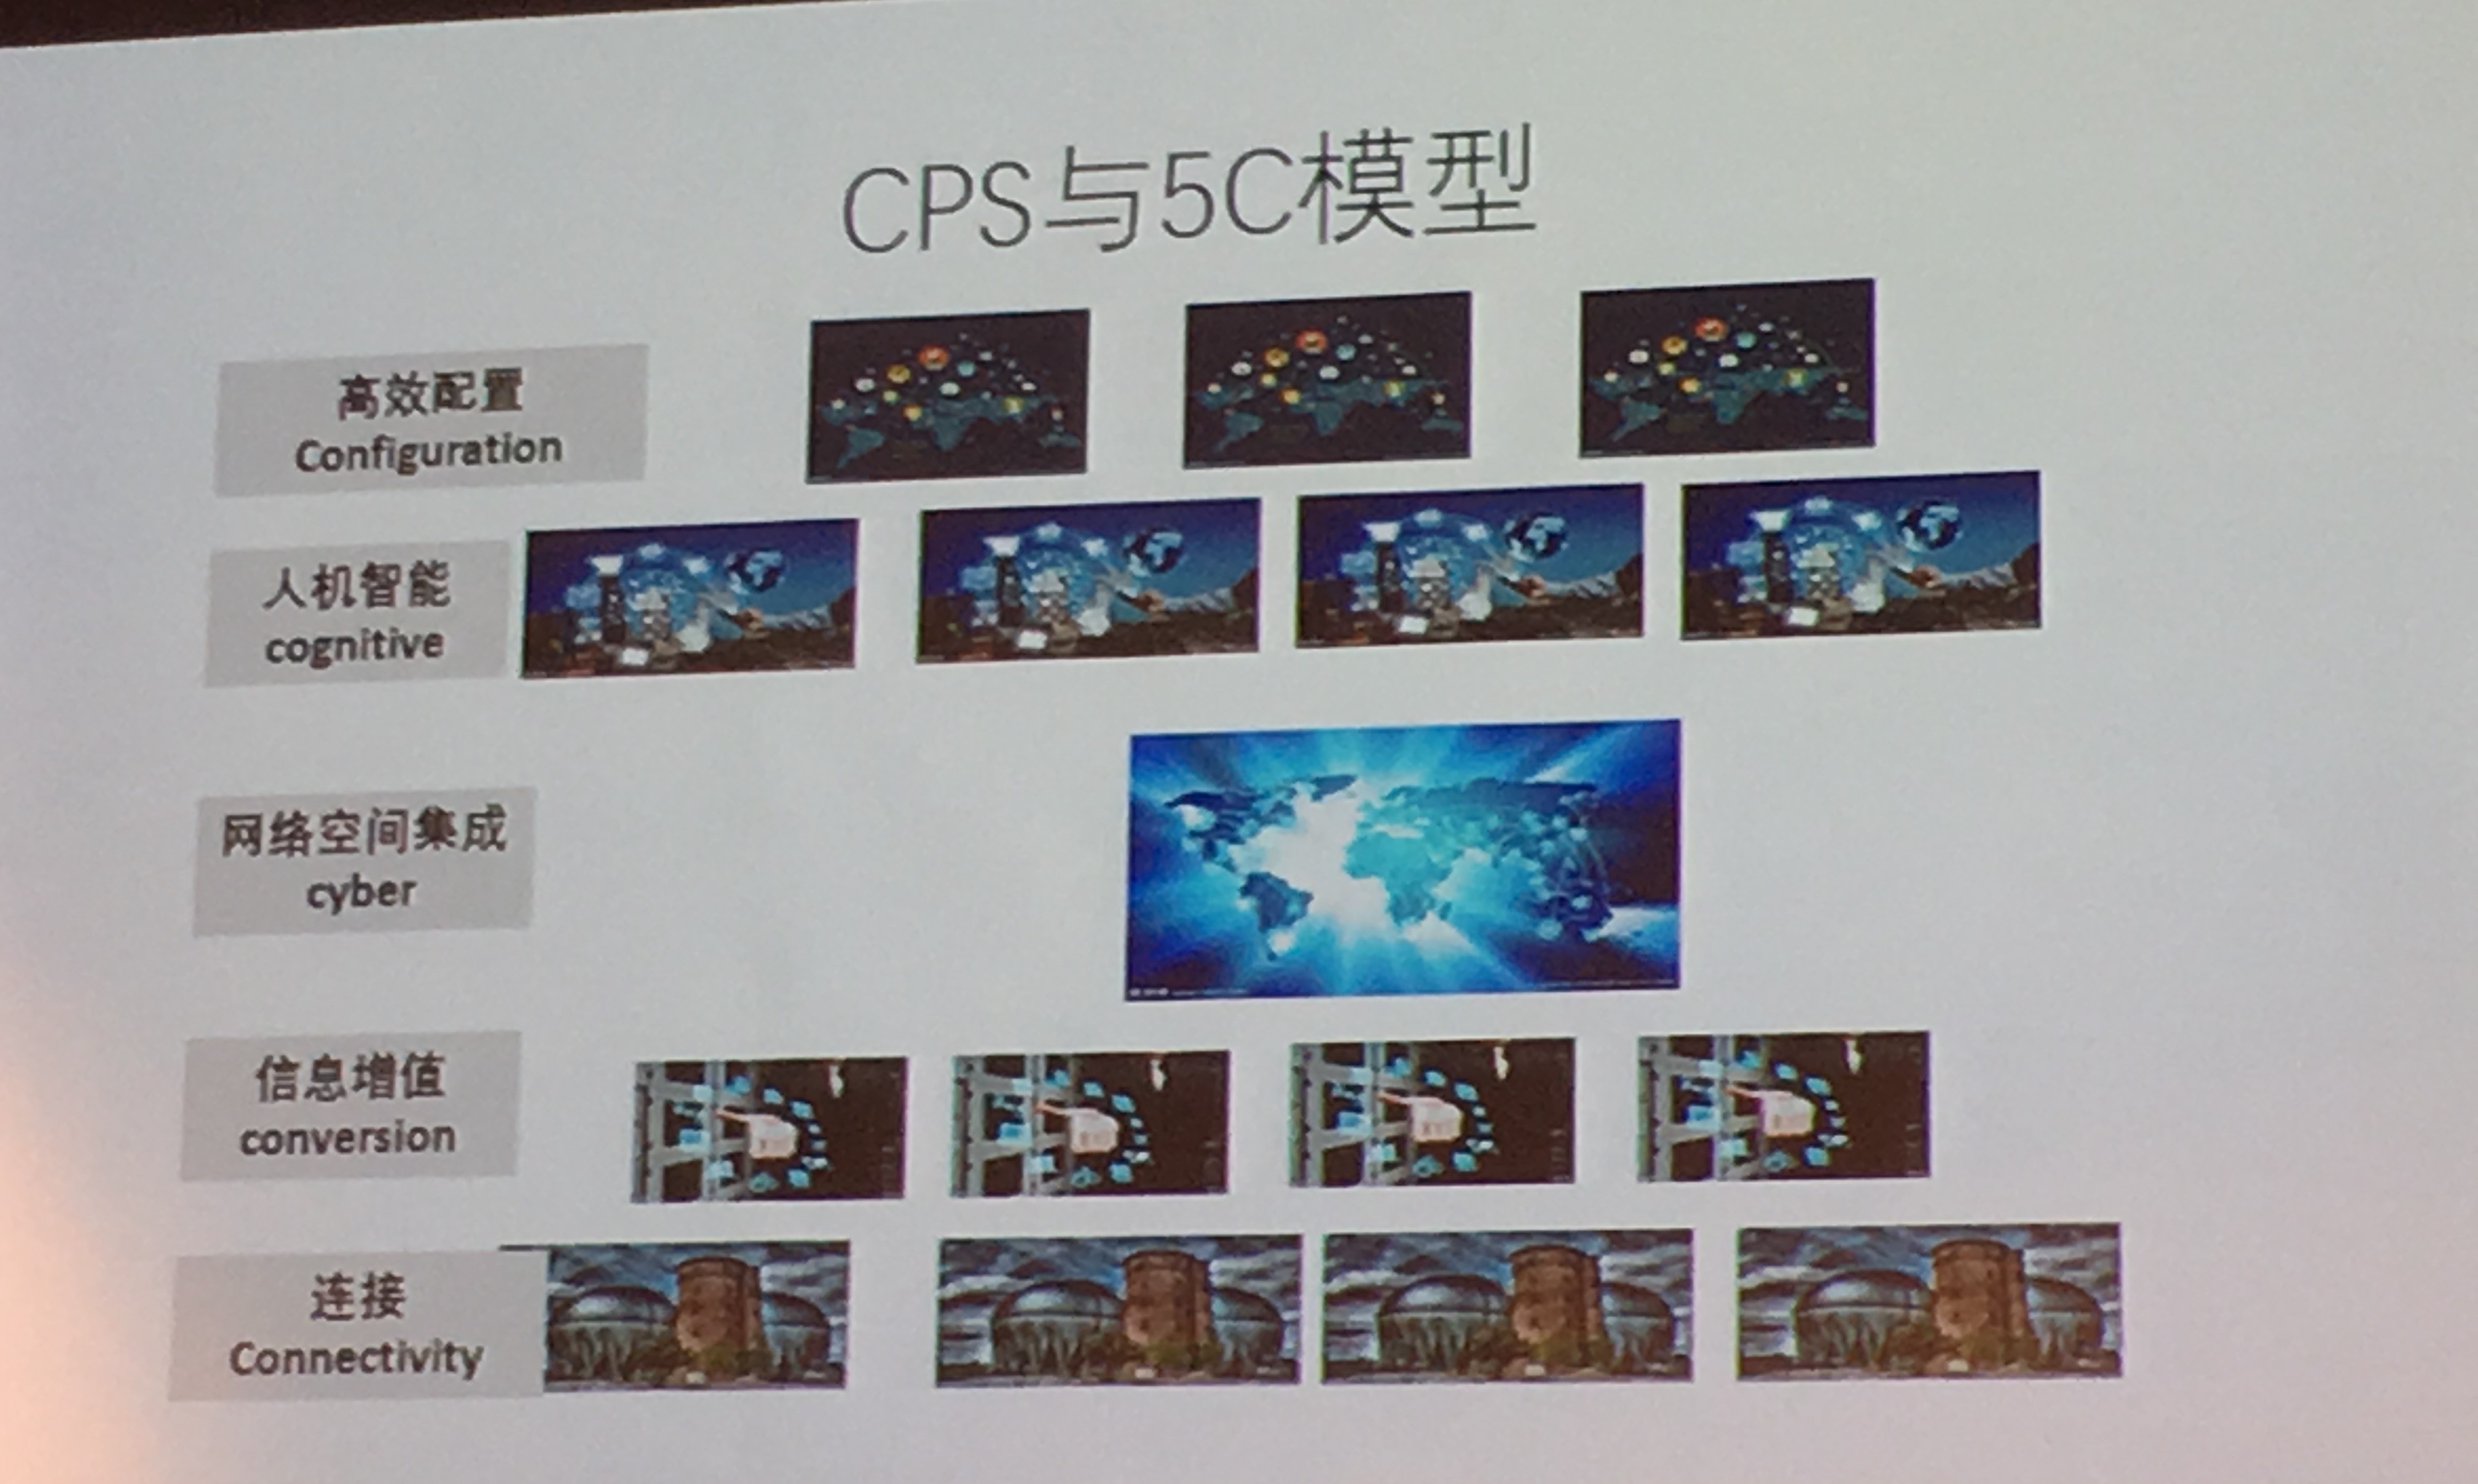 CPS与5C模型
高效配置
Configuration
人机智能
cognitive
网络空间集成
cyber
信息增值
conversion
连接
Connectivity